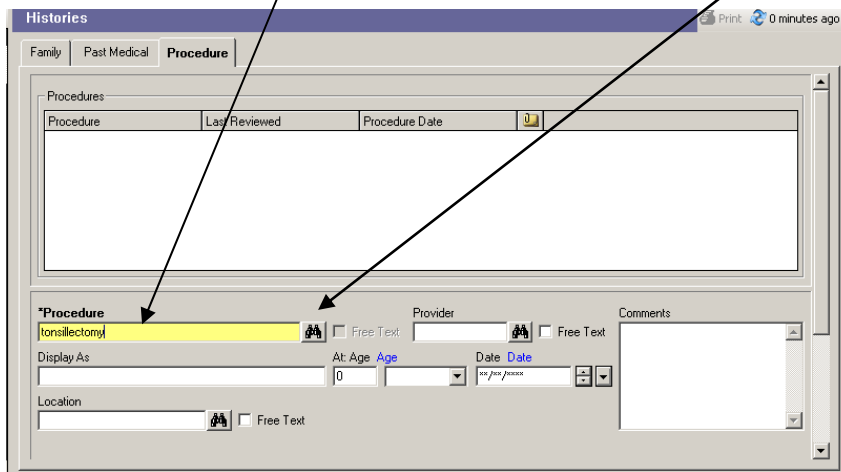 Histories Print 0 minutes ago
Family Past Medical Procedure
Procedures
Procedure Last Reviewed Procedure Date
*Procedure Provider Comments
tonsillectomy Free Text Free Text
Display As At: Age Age Date Date
0 **/**/****
Location
Free Text